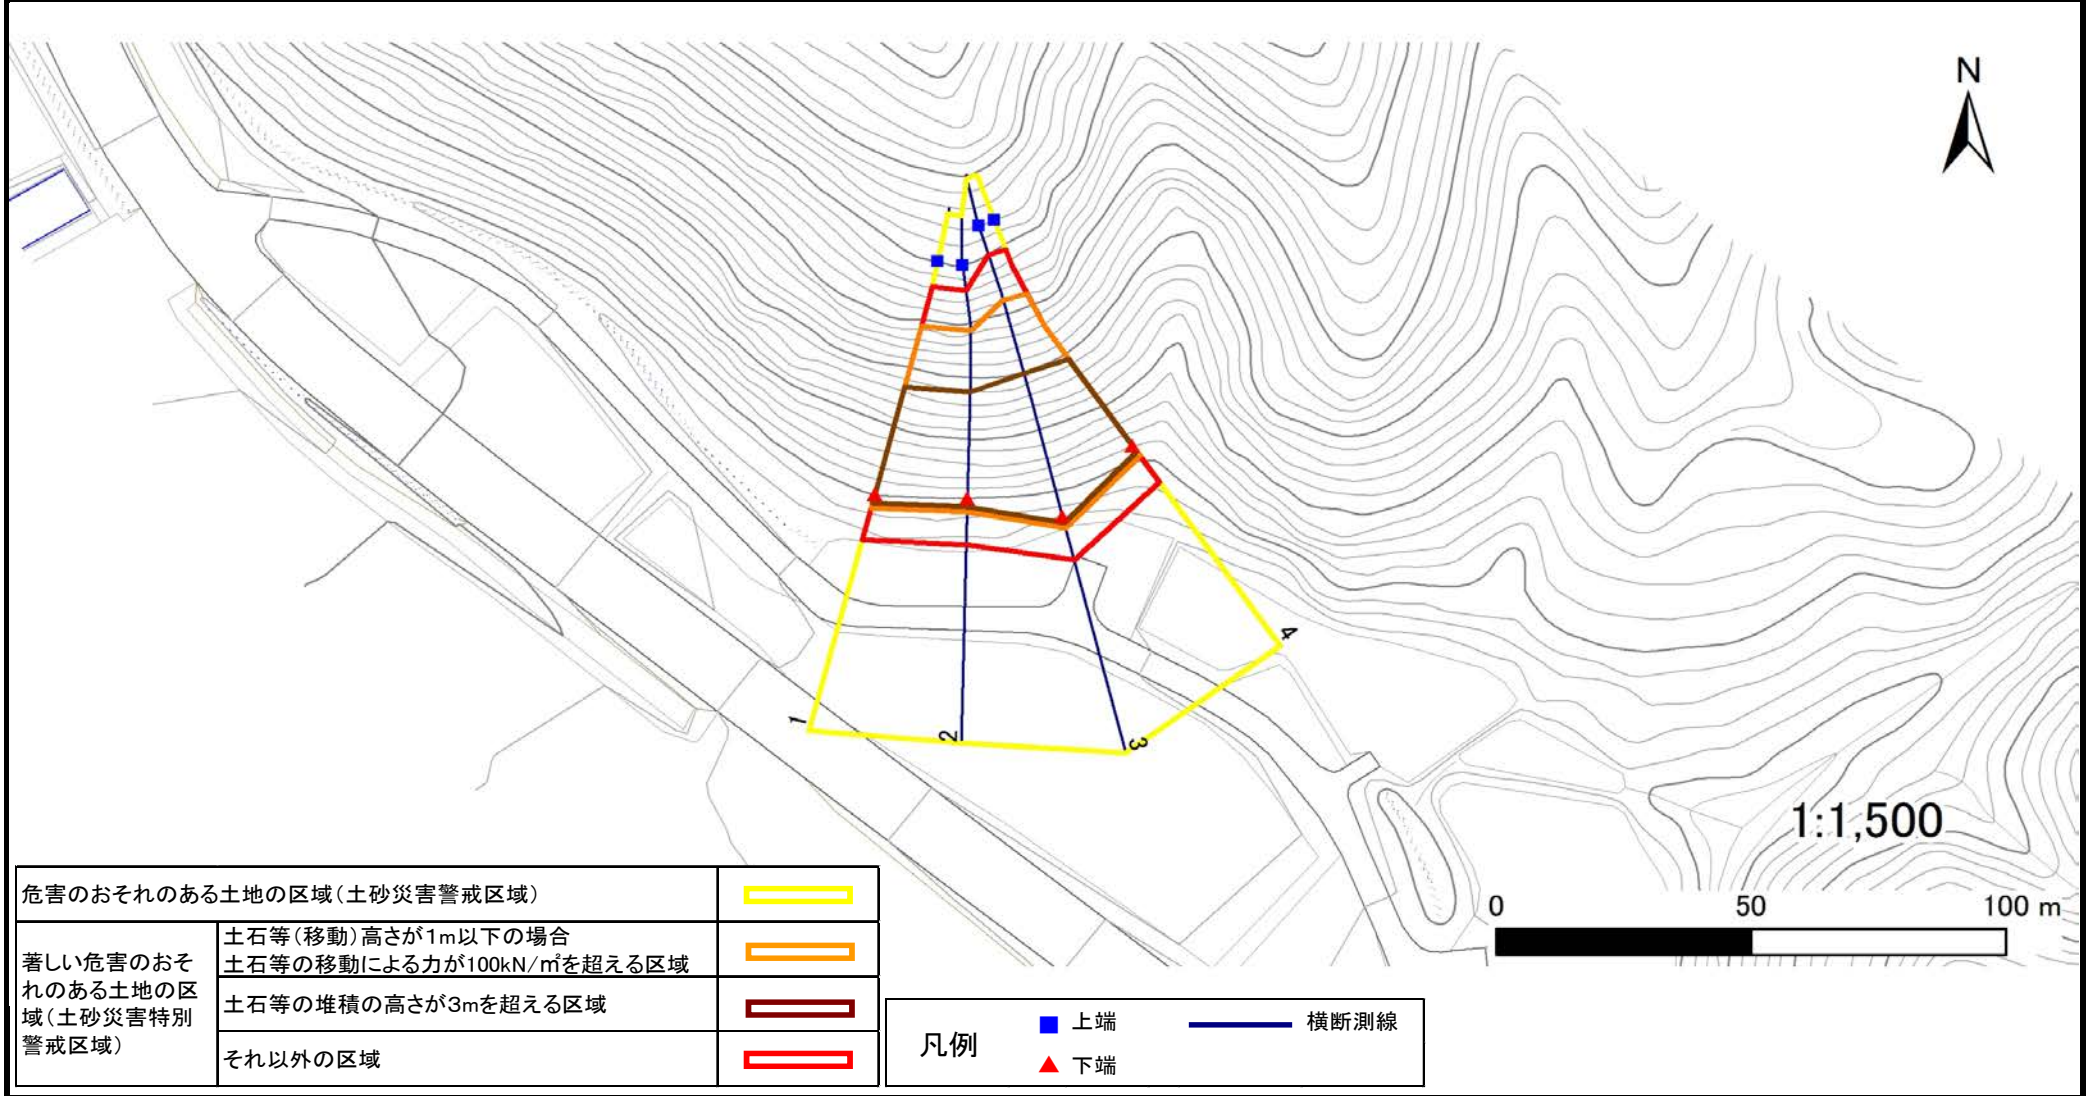 N
1
2
3
4
1:1,500
0 50 100 m
危害のおそれのある土地の区域(土砂災害警戒区域)
著しい危害のおそ
れのある土地の区
域(土砂災害特別
警戒区域)
土石等(移動)高さが1m以下の場合
土石等の移動による力が100kN/㎡を超える区域
土石等の堆積の高さが3mを超える区域
それ以外の区域
凡例
上端
横断測線
下端